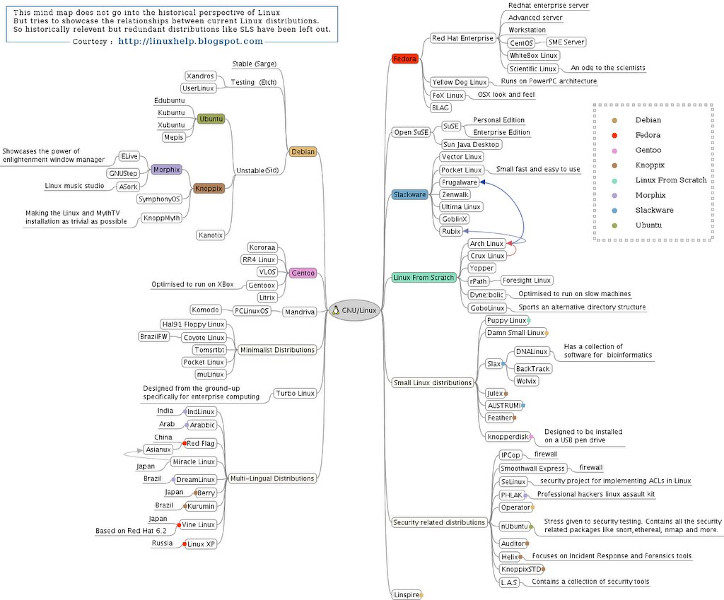 This mind map does not go into the historical perspective of Linux
But tries to showcase the relationships between current Linux distributions.
So historically relevent but redundant distributions like SLS have been left out.
Courtesy : http://linuxhelp.blogspot.com
GNU/Linux
Debian
Stable (Sarge)
Testing (Etch)
Xandros
UserLinux
Unstable(Sid)
Ubuntu
Edubuntu
Kubuntu
Xubuntu
Mepis
Knoppix
Morphix
ELive
Showcases the power of
enlightenment window manager
GNUStep
AForK
Linux music studio
SymphonyOS
KnoppMyth
Making the Linux and MythTV
installation as trivial as possible
Kanotix
Gentoo
Kororaa
RR4 Linux
VLOS
Gentoox
Optimised to run on XBox
Litrix
Mandriva
PCLinuxOS
Komodo
Minimalist Distributions
Hal91 Floppy Linux
Coyote Linux
BrazilFW
Tomsrtbt
Pocket Linux
muLinux
Turbo Linux
Designed from the ground-up
specifically for enterprise computing
Multi-Lingual Distributions
IndLinux
India
Arabbic
Arab
Red Flag
China
Asianux
Miracle Linux
Japan
DreamLinux
Brazil
Berry
Japan
Kurumin
Brazil
Vine Linux
Japan
Based on Red Hat 6.2
Linux XP
Russia
Fedora
Red Hat Enterprise
Redhat enterprise server
Advanced server
Workstation
CentOS
SME Server
WhiteBox Linux
Scientific Linux
An ode to the scientists
Yellow Dog Linux
Runs on PowerPC architecture
FoX Linux
OSX look and feel
BLAG
Open SuSE
SuSE
Personal Edition
Enterprise Edition
Sun Java Desktop
Slackware
Vector Linux
Pocket Linux
Small fast and easy to use
Frugalware
Zenwalk
Ultima Linux
GoblinX
Rubix
Linux From Scratch
Arch Linux
Crux Linux
Yopper
rPath
Foresight Linux
Dyne:bolic
Optimised to run on slow machines
GoboLinux
Sports an alternative directory structure
Small Linux distributions
Puppy Linux
Damn Small Linux
Slax
DNALinux
Has a collection of
software for bioinformatics
BackTrack
Wolvix
Julex
AUSTRUMI
Feather
knopperdisk
Designed to be installed
on a USB pen drive
Security related distributions
IPCop
firewall
Smoothwall Express
firewall
SeLinux
security project for implementing ACLs in Linux
PHLAK
Professional hackers linux assault kit
Operator
nUbuntu
Stress given to security testing. Contains all the security
related packages like snort,ethereal, nmap and more.
Auditor
Helix
Focuses on Incident Response and Forensics tools
KnoppixSTD
L.A.S
Contains a collection of security tools
Linspire
Debian
Fedora
Gentoo
Knoppix
Linux From Scratch
Morphix
Slackware
Ubuntu